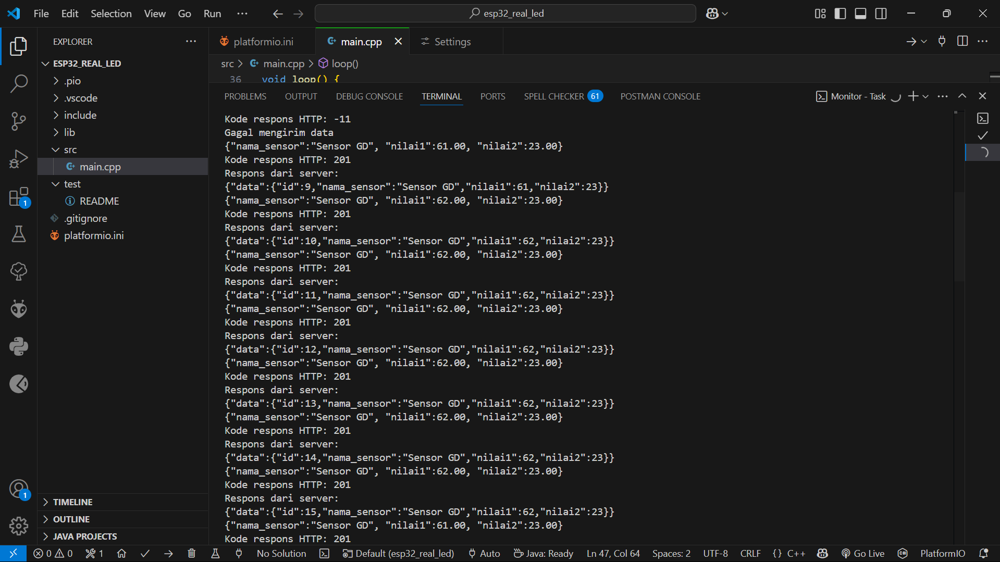 File Edit Selection View Go Run ··· esp32_real_led
EXPLORER ···
ESP32_REAL_LED
.pio
.vscode
include
lib
src
main.cpp
test
README
.gitignore
platformio.ini
TIMELINE
OUTLINE
JAVA PROJECTS
platformio.ini main.cpp Settings
src > main.cpp > loop()
36 void loop() {
PROBLEMS OUTPUT DEBUG CONSOLE TERMINAL PORTS SPELL CHECKER 61 POSTMAN CONSOLE Monitor - Task
Kode respons HTTP: -11
Gagal mengirim data
{"nama_sensor":"Sensor GD", "nilai1":61.00, "nilai2":23.00}
Kode respons HTTP: 201
Respons dari server:
{"data":{"id":9,"nama_sensor":"Sensor GD","nilai1":61,"nilai2":23}}
{"nama_sensor":"Sensor GD", "nilai1":62.00, "nilai2":23.00}
Kode respons HTTP: 201
Respons dari server:
{"data":{"id":10,"nama_sensor":"Sensor GD","nilai1":62,"nilai2":23}}
{"nama_sensor":"Sensor GD", "nilai1":62.00, "nilai2":23.00}
Kode respons HTTP: 201
Respons dari server:
{"data":{"id":11,"nama_sensor":"Sensor GD","nilai1":62,"nilai2":23}}
{"nama_sensor":"Sensor GD", "nilai1":62.00, "nilai2":23.00}
Kode respons HTTP: 201
Respons dari server:
{"data":{"id":12,"nama_sensor":"Sensor GD","nilai1":62,"nilai2":23}}
{"nama_sensor":"Sensor GD", "nilai1":62.00, "nilai2":23.00}
Kode respons HTTP: 201
Respons dari server:
{"data":{"id":13,"nama_sensor":"Sensor GD","nilai1":62,"nilai2":23}}
{"nama_sensor":"Sensor GD", "nilai1":62.00, "nilai2":23.00}
Kode respons HTTP: 201
Respons dari server:
{"data":{"id":14,"nama_sensor":"Sensor GD","nilai1":62,"nilai2":23}}
{"nama_sensor":"Sensor GD", "nilai1":62.00, "nilai2":23.00}
Kode respons HTTP: 201
Respons dari server:
{"data":{"id":15,"nama_sensor":"Sensor GD","nilai1":62,"nilai2":23}}
{"nama_sensor":"Sensor GD", "nilai1":61.00, "nilai2":23.00}
Kode respons HTTP: 201
1
1
0 0 1 No Solution Default (esp32_real_led) Auto Java: Ready Ln 47, Col 64 Spaces: 2 UTF-8 CRLF {} C++ Go Live PlatformIO